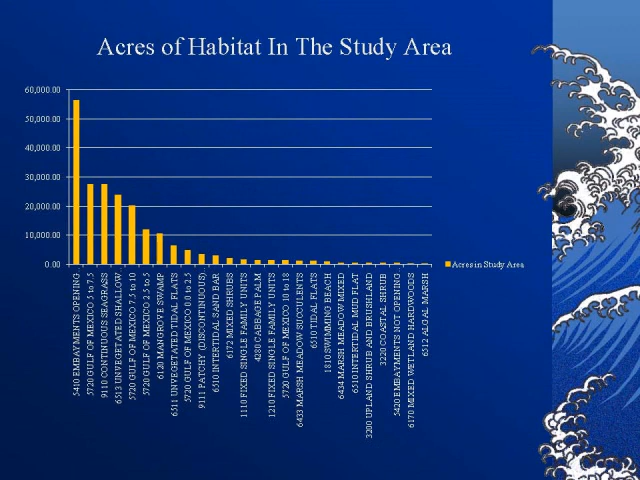 Acres of Habitat In The Study Area
60,000.00
50,000.00
40,000.00
30,000.00
20,000.00
10,000.00
0.00
5410 EMBAYMENTS OPENING…
5720 GULF OF MEXICO 5 to 7.5
9110 CONTINUOUS SEAGRASS
6513 UNVEGETATED SHALLOW…
5720 GULF OF MEXICO 7.5 to 10
5720 GULF OF MEXICO 2.5 to 5
6120 MANGROVE SWAMP
6511 UNVEGETATED TIDAL FLATS
5720 GULF OF MEXICO 0.0 to 2.5
9111 PATCHY (DISCONTINUOUS)…
6510 INTERTIDAL SAND BAR
6172 MIXED SHRUBS
1110 FIXED SINGLE FAMILY UNITS
4280 CABBAGE PALM
1210 FIXED SINGLE FAMILY UNITS
5720 GULF OF MEXICO 10 to 18
6433 MARSH MEADOW SUCCULENTS
6510 TIDAL FLATS
1810 SWIMMING BEACH
6434 MARSH MEADOW MIXED
6510 INTERTIDAL MUD FLAT
3200 UPLAND SHRUB AND BRUSHLAND
3220 COASTAL SHRUB
5420 EMBAYMENTS NOT OPENING…
6170 MIXED WETLAND HARDWOODS
6512 ALGAL MARSH
Acres in Study Area